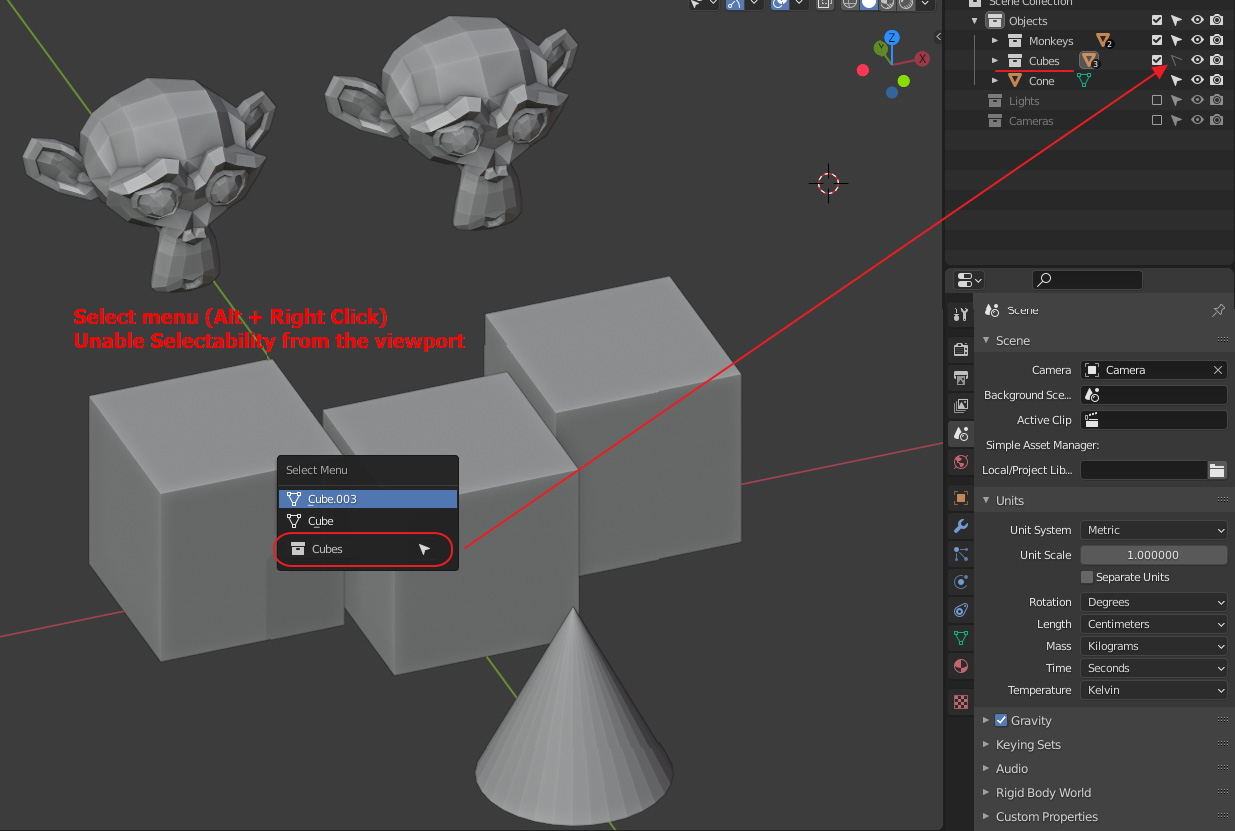 Scene Collection
Objects
Monkeys 2
Cubes 3
Cone
Lights
Cameras
Z
Y
X
Select menu (Alt + Right Click)
Unable Selectability from the viewport
Select Menu
Cube.003
Cube
Cubes
Scene
Scene
Camera Camera
Background Sce...
Active Clip
Simple Asset Manager:
Local/Project Lib...
Units
Unit System Metric
Unit Scale 1.000000
Separate Units
Rotation Degrees
Length Centimeters
Mass Kilograms
Time Seconds
Temperature Kelvin
Gravity
Keying Sets
Audio
Rigid Body World
Custom Properties